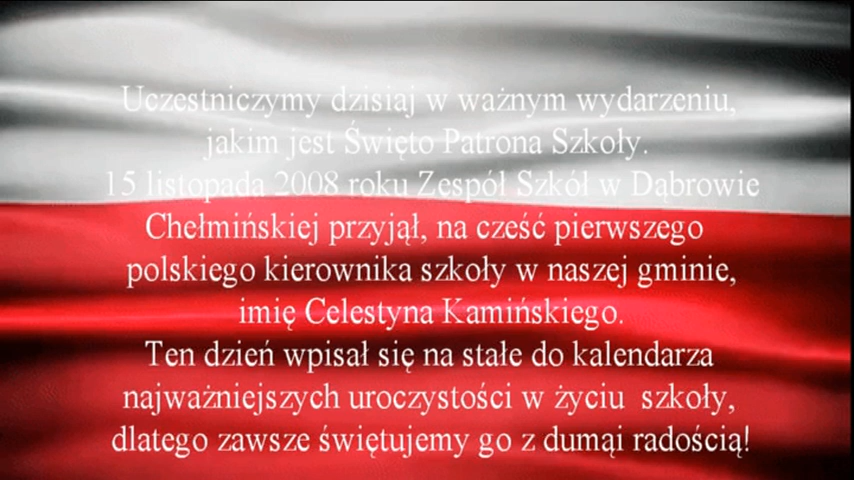 Uczestniczymy dzisiaj w ważnym wydarzeniu,
jakim jest Święto Patrona Szkoły.
15 listopada 2008 roku Zespół Szkół w Dąbrowie
Chełmińskiej przyjął, na cześć pierwszego
polskiego kierownika szkoły w naszej gminie,
imię Celestyna Kamińskiego.
Ten dzień wpisał się na stałe do kalendarza
najważniejszych uroczystości w życiu szkoły,
dlatego zawsze świętujemy go z dumąi radością!